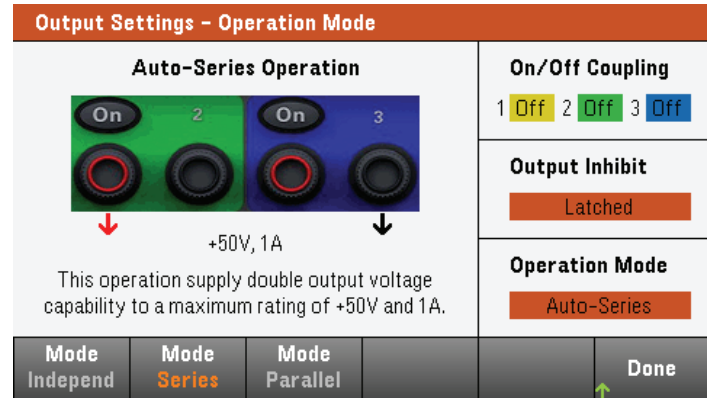 Output Settings - Operation Mode
Auto-Series Operation
On 2 On 3
+50V, 1A
This operation supply double output voltage
capability to a maximum rating of +50V and 1A.
On/Off Coupling
1 Off 2 Off 3 Off
Output Inhibit
Latched
Operation Mode
Auto-Series
Mode
Independ
Mode
Series
Mode
Parallel
Done